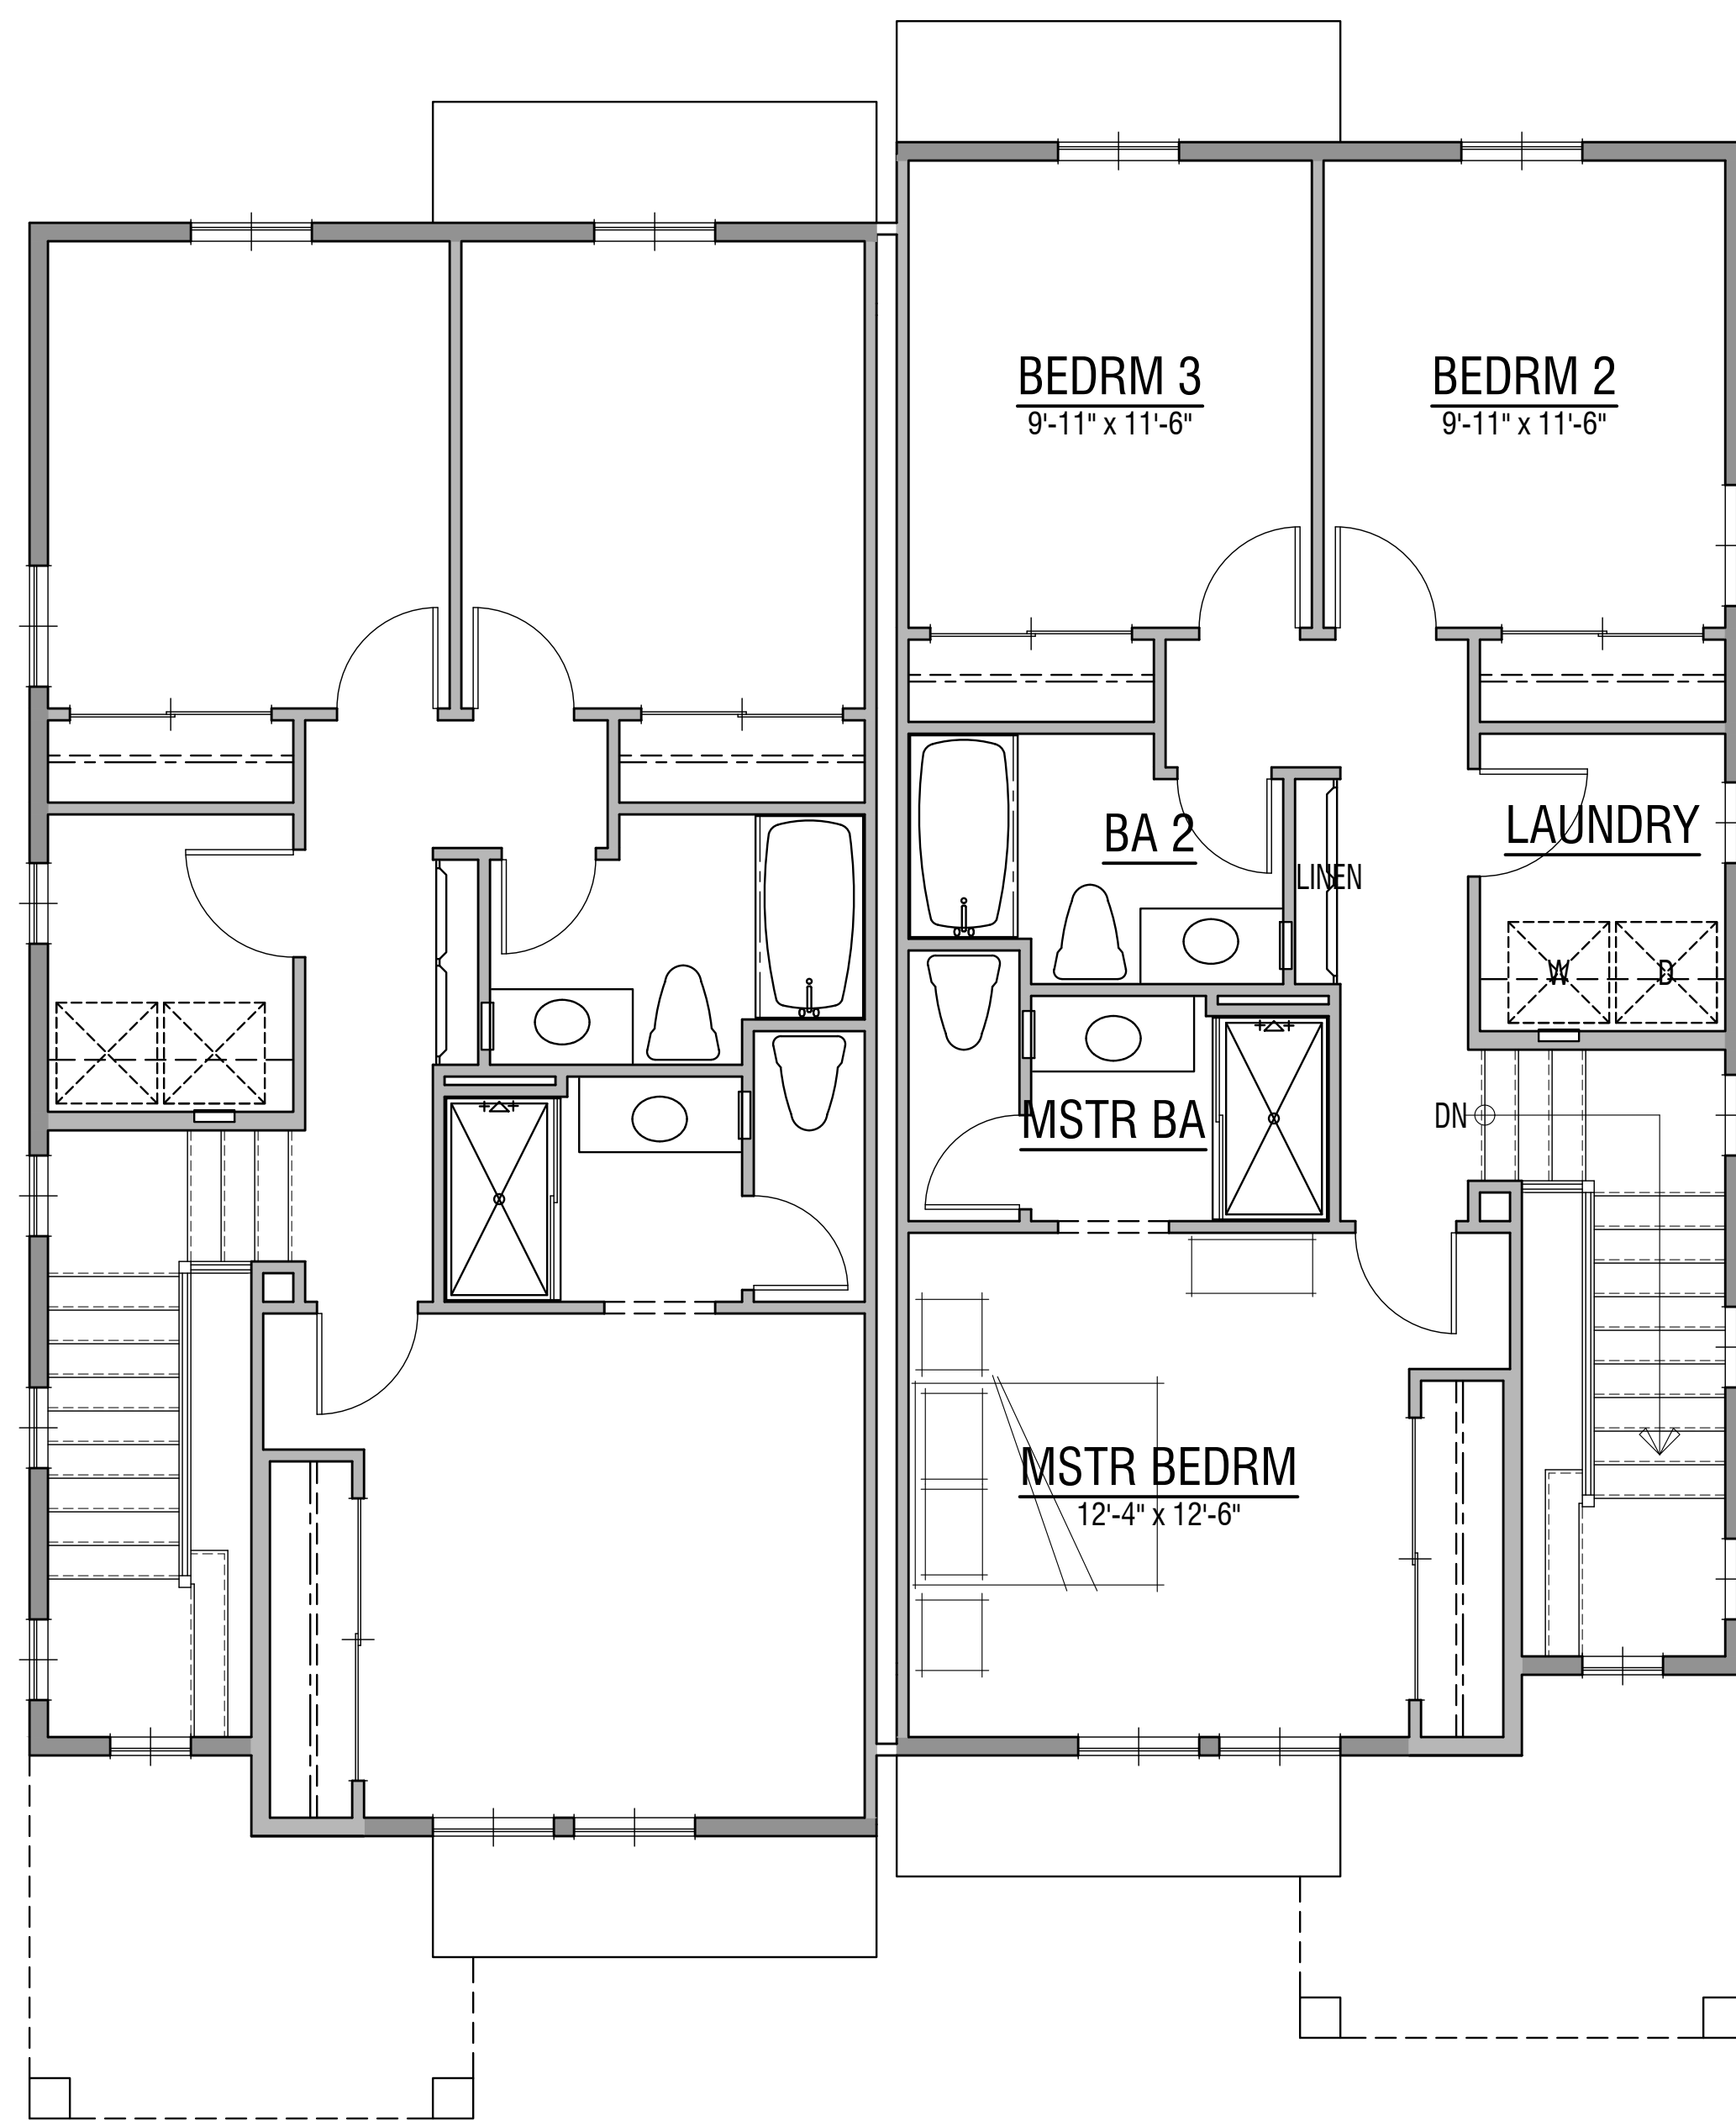 BEDRM 3
9'-11" x 11'-6"
BEDRM 2
9'-11" x 11'-6"
BA 2
LINEN
LAUNDRY
W
D
MSTR BA
DN
MSTR BEDRM
12'-4" x 12'-6"